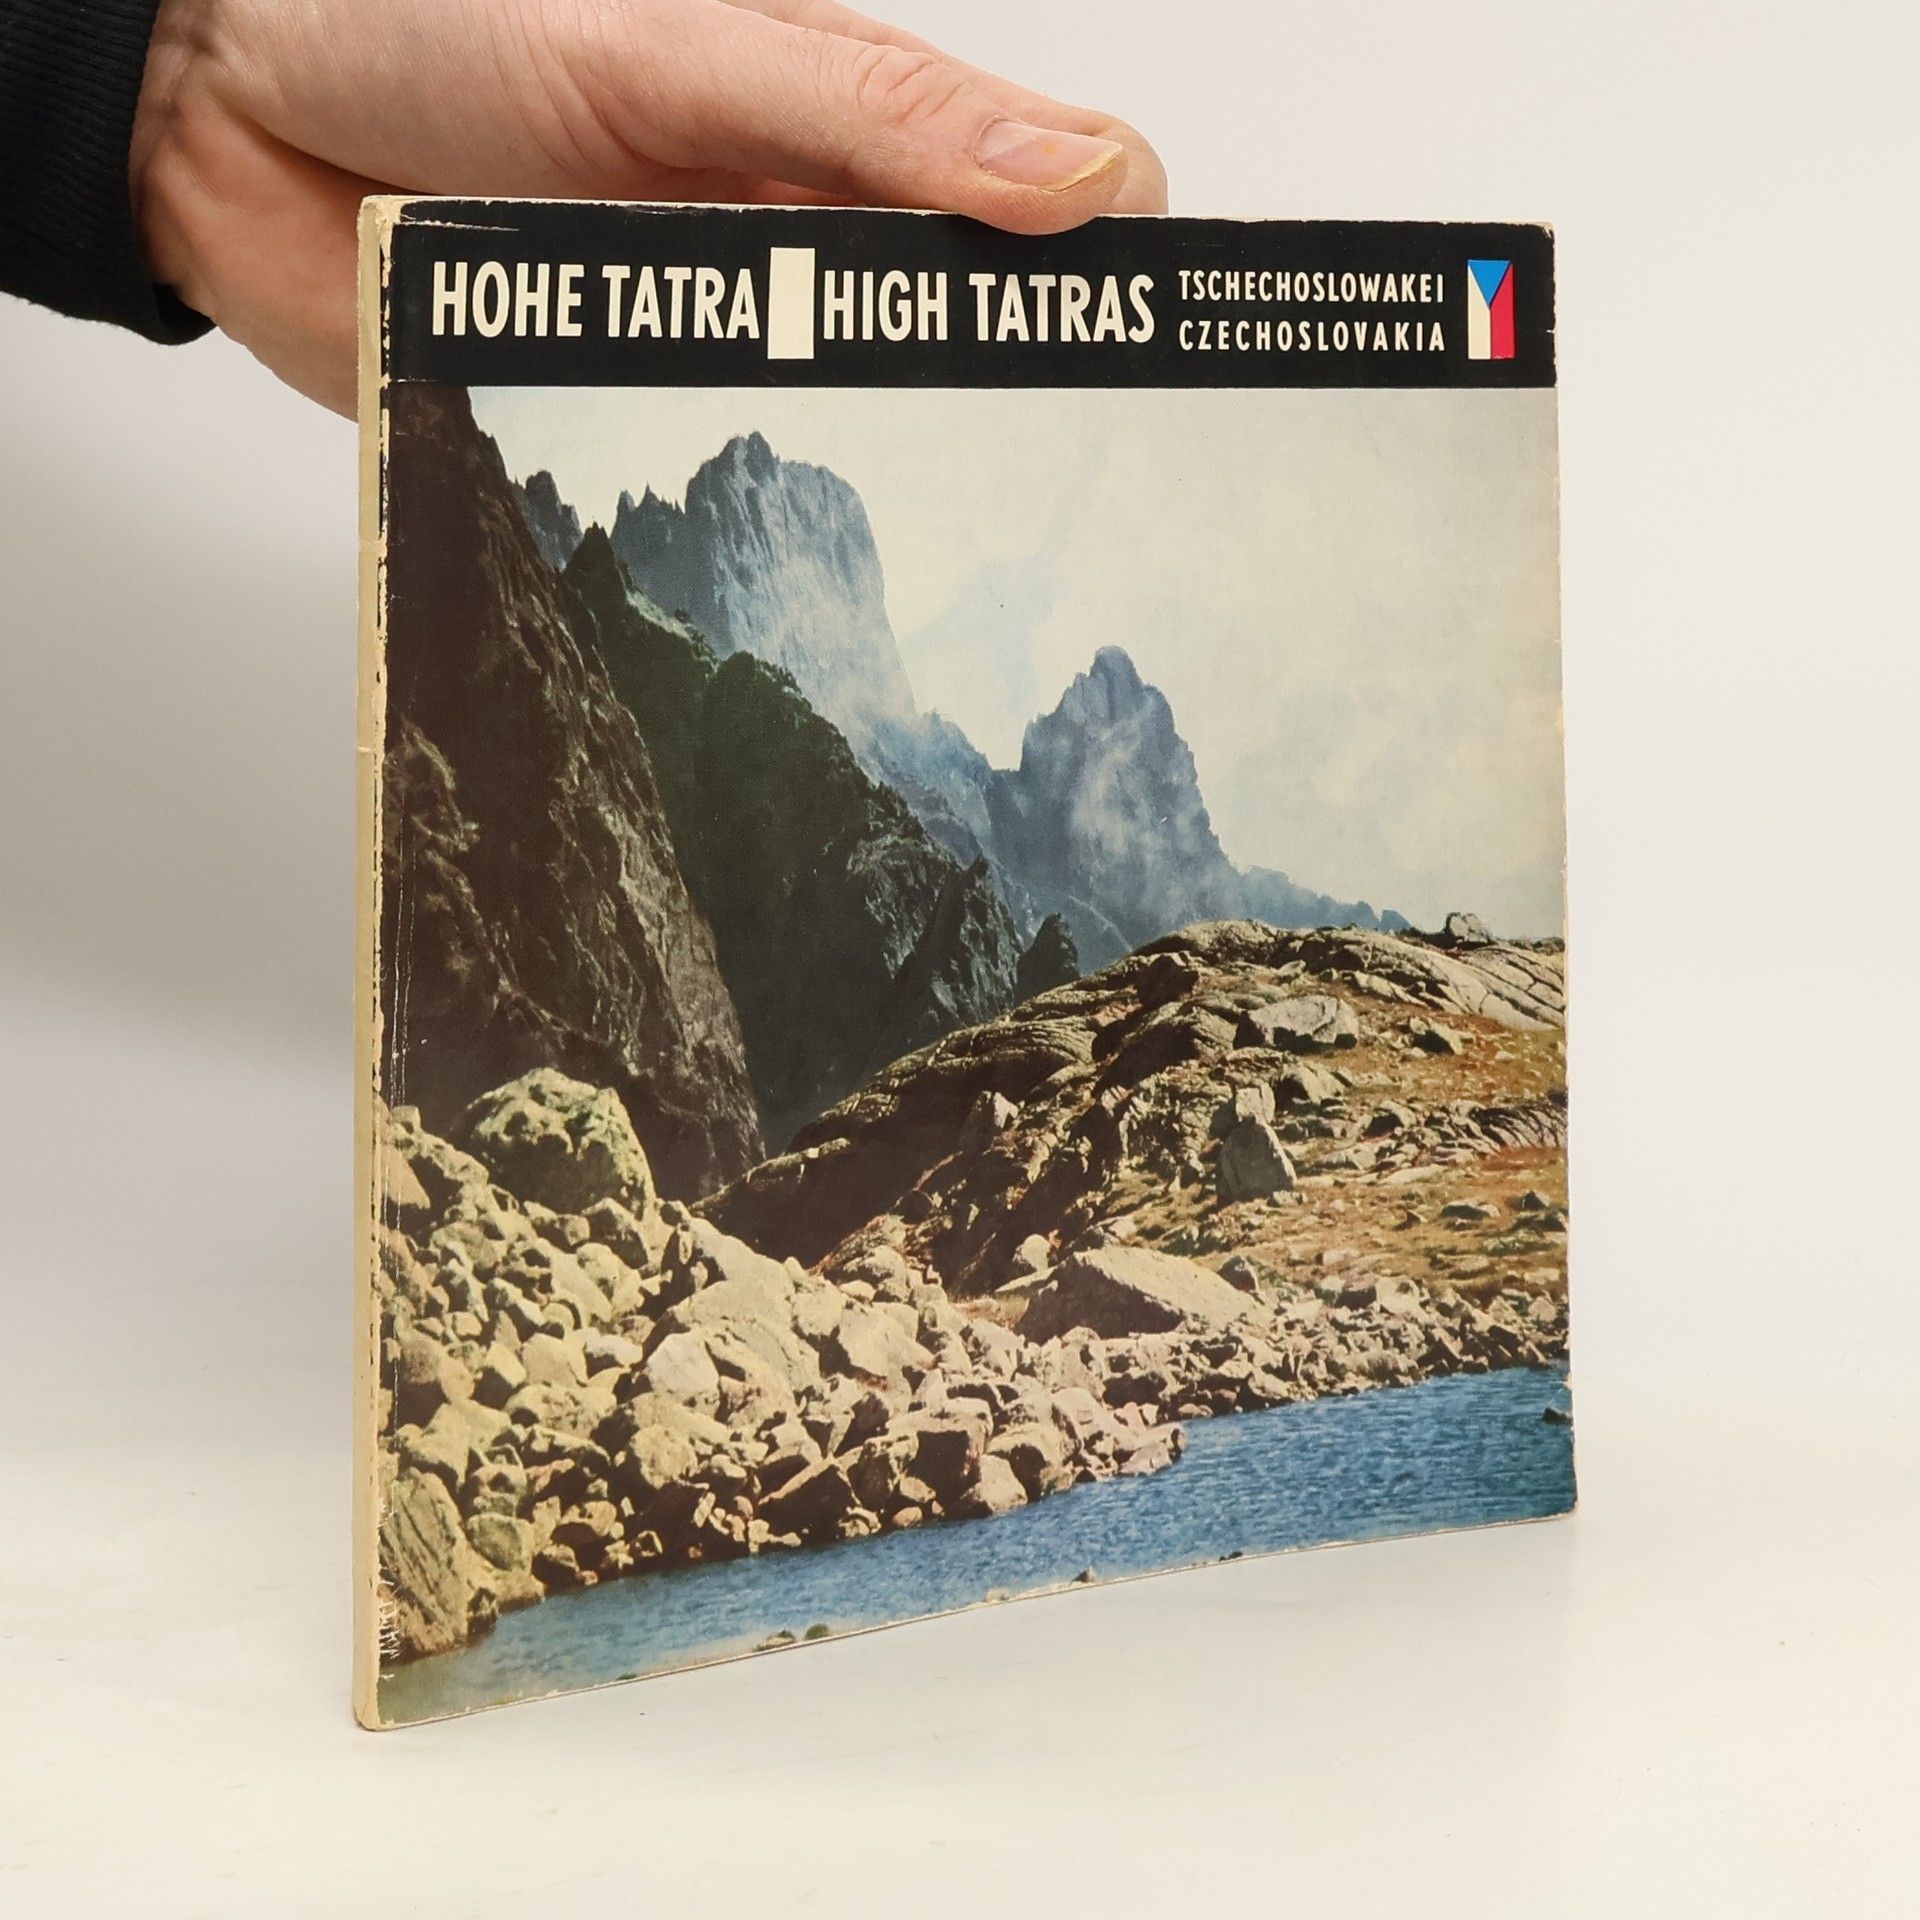 HOHE TATRA HIGH TATRAS
TSCHECHOSLOWAKEI
CZECHOSLOVAKIA